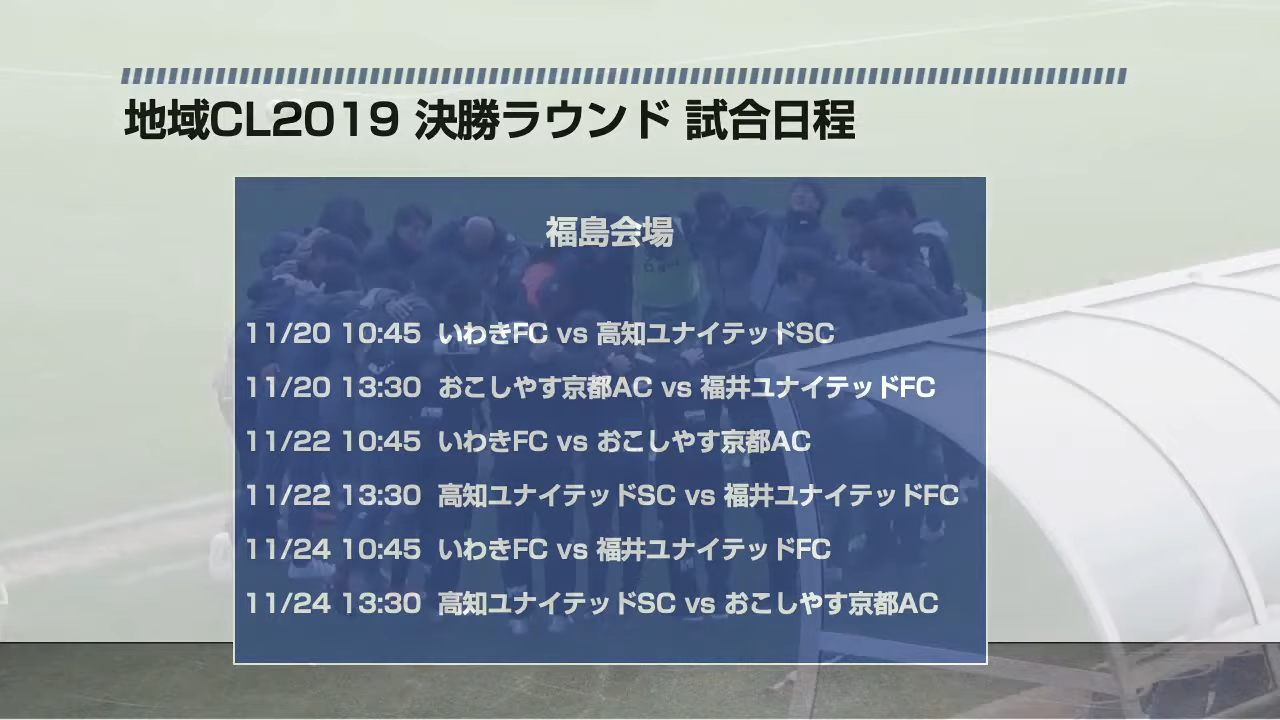 地域CL2019 決勝ラウンド 試合日程
福島会場
11/20 10:45 いわきFC vs 高知ユナイテッドSC
11/20 13:30 おこしやす京都AC vs 福井ユナイテッドFC
11/22 10:45 いわきFC vs おこしやす京都AC
11/22 13:30 高知ユナイテッドSC vs 福井ユナイテッドFC
11/24 10:45 いわきFC vs 福井ユナイテッドFC
11/24 13:30 高知ユナイテッドSC vs おこしやす京都AC